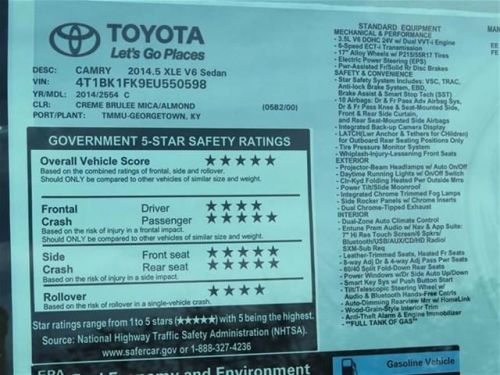 TOYOTA
Let's Go Places
DESC: CAMRY 2014.5 XLE V6 Sedan
VIN: 4T1BK1FK9EU550598
YR/MDL: 2014/2554 C
CLR: CREME BRULEE MICA/ALMOND (05B2/00)
PORT/PLANT: TMMU-GEORGETOWN, KY
GOVERNMENT 5-STAR SAFETY RATINGS
Overall Vehicle Score ★★★★★
Based on the combined ratings of frontal, side and rollover.
Should ONLY be compared to other vehicles of similar size and weight.
Frontal Driver ★★★★
Crash Passenger ★★★★★
Based on the risk of injury in a frontal impact.
Should ONLY be compared to other vehicles of similar size and weight.
Side Front seat ★★★★★
Crash Rear seat ★★★★★
Based on the risk of injury in a side impact.
Rollover ★★★★
Based on the risk of rollover in a single-vehicle crash.
Star ratings range from 1 to 5 stars (★★★★★) with 5 being the highest.
Source: National Highway Traffic Safety Administration (NHTSA).
www.safercar.gov or 1-888-327-4236
STANDARD EQUIPMENT
MECHANICAL & PERFORMANCE
- 3.5L V6 DOHC 24V w/ Dual VVT-i Engine
- 6-Speed ECT-i Transmission
- 17" Alloy Wheels w/ P215/55R17 Tires
- Electric Power Steering (EPS)
- Pwr-Assisted Fr/Solid Rr Disc Brakes
SAFETY & CONVENIENCE
- Star Safety System Includes: VSC, TRAC,
Anti-lock Brake System, EBD,
Brake Assist & Smart Stop Tech (SST)
- 10 Airbags: Dr & Fr Pass Adv Airbag Sys,
Dr & Fr Pass Knee & Seat-Mounted Side,
Front & Rear Side Curtain Airbags,
and Rear Seat-Mounted Side Airbags
- Integrated Back-up Camera Display
- LATCH(Lwr Anchor & Tethers for Children)
for Outboard Rear Seating Positions Only
- Tire Pressure Monitor System
- Whiplash-Injury-Lessening Front Seats
EXTERIOR
- Projector-Beam Headlamps w/ Auto On/Off
- Daytime Running Lights w/ On/Off Switch
- Clr-Kyd Folding Heated Per Outside Mrrs
- Power Tilt/Slide Moonroof
- Integrated Chrome Trimmed Fog Lamps
- Side Rocker Panels w/ Chrome Inserts
- Dual Chrome-Tipped Exhaust
INTERIOR
- Dual-Zone Auto Climate Control
- Entune Prem Audio w/ Nav & App Suite:
7" Hi Res Touch Screen/6 Spkrs/
Bluetooth/USB/AUX/CD/HD Radio/
SXM-Sub Req
- Leather-Trimmed Seats, Heated Fr Seats
- 8-way Adj Dr & 4-way Adj Pass Per Seats
- 60/40 Split Fold-Down Rear Seats
- Power Windows w/ Dr Side Auto Up/Down
- Smart Key Sys w/ Push Button Start
- Tilt/Telescopic Steering Wheel w/
Audio & Bluetooth Hands-Free Cntrls
- Auto-Dimming Rearview Mirr w/ HomeLink
- Wood-Grain-Style Interior Trim
- Anti-Theft Alarm & Engine Immobilizer
- **FULL TANK OF GAS**
EPA Fuel Economy and Environment
Gasoline Vehicle